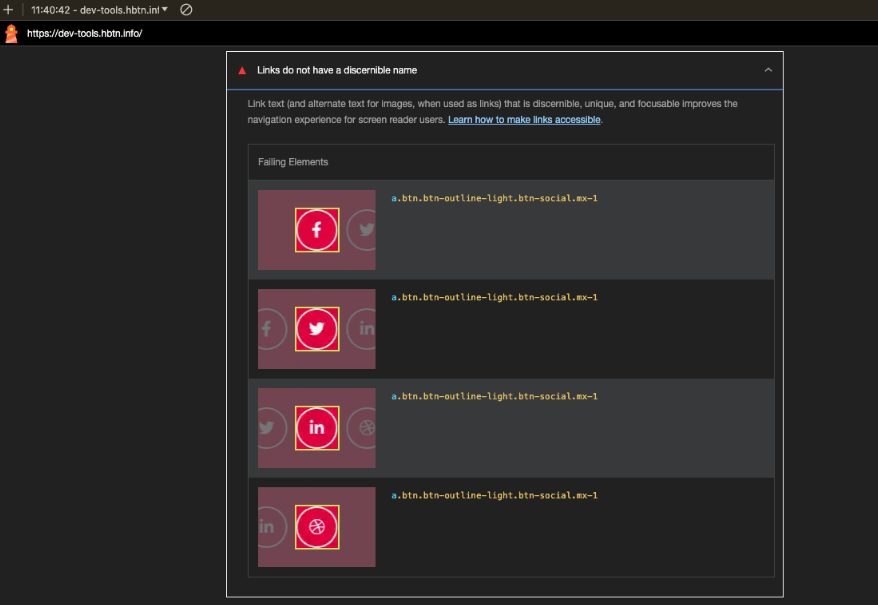 11:40:42 - dev-tools.hbtn.inf
https://dev-tools.hbtn.info/
Links do not have a discernible name
Link text (and alternate text for images, when used as links) that is discernible, unique, and focusable improves the
navigation experience for screen reader users. Learn how to make links accessible.
Failing Elements
a.btn.btn-outline-light.btn-social.mx-1
a.btn.btn-outline-light.btn-social.mx-1
a.btn.btn-outline-light.btn-social.mx-1
a.btn.btn-outline-light.btn-social.mx-1